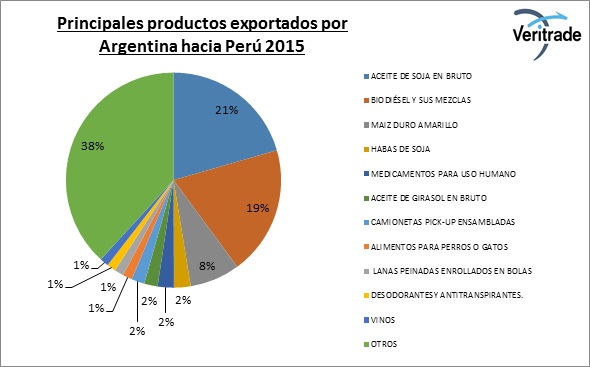 Principales productos exportados por
Argentina hacia Perú 2015
Veritrade
21%
19%
8%
2%
2%
2%
2%
1%
1%
1%
1%
38%
ACEITE DE SOJA EN BRUTO
BIODIÉSEL Y SUS MEZCLAS
MAIZ DURO AMARILLO
HABAS DE SOJA
MEDICAMENTOS PARA USO HUMANO
ACEITE DE GIRASOL EN BRUTO
CAMIONETAS PICK-UP ENSAMBLADAS
ALIMENTOS PARA PERROS O GATOS
LANAS PEINADAS ENROLLADOS EN BOLAS
DESODORANTES Y ANTITRANSPIRANTES.
VINOS
OTROS